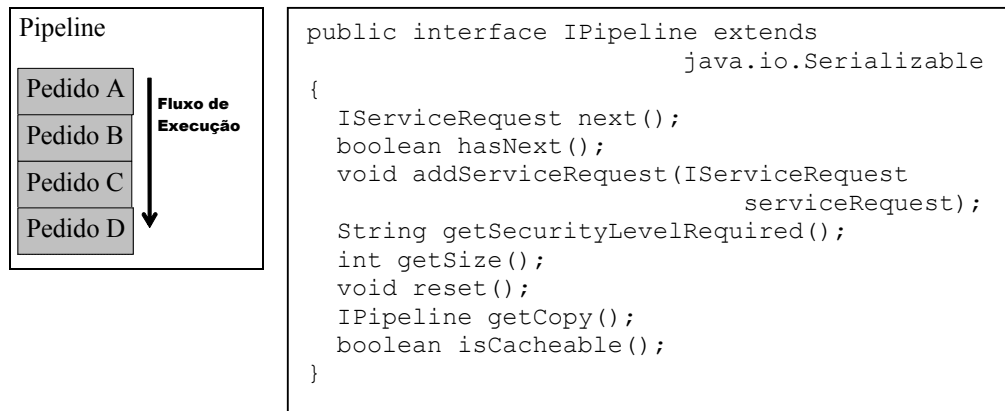 Pipeline
Pedido A
Pedido B
Pedido C
Pedido D
Fluxo de
Execução
public interface IPipeline extends
java.io.Serializable
{
IServiceRequest next();
boolean hasNext();
void addServiceRequest(IServiceRequest
serviceRequest);
String getSecurityLevelRequired();
int getSize();
void reset();
IPipeline getCopy();
boolean isCacheable();
}